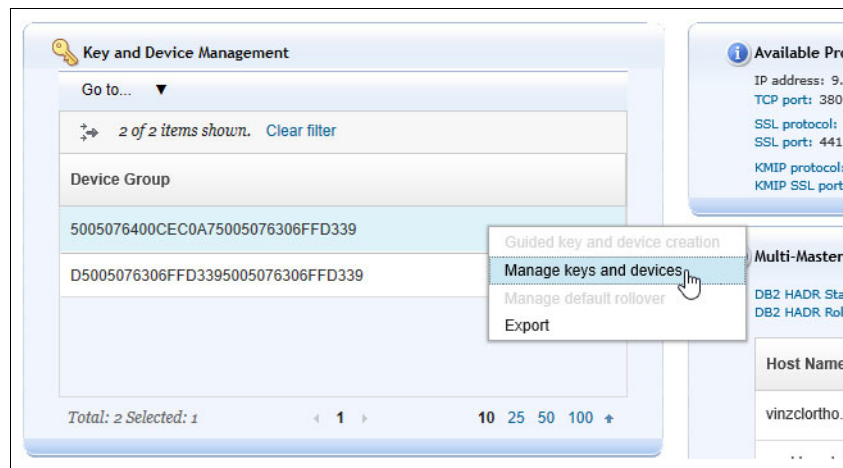 Key and Device Management
Go to... ▼
2 of 2 items shown. Clear filter
Device Group
5005076400CEC0A75005076306FFD339
D5005076306FFD3395005076306FFD339
Guided key and device creation
Manage keys and devices
Manage default rollover
Export
Total: 2 Selected: 1
1
10 25 50 100
Available Pro
IP address: 9.
TCP port: 380
SSL protocol:
SSL port: 441
KMIP protocol:
KMIP SSL port
Multi-Master
DB2 HADR Sta
DB2 HADR Rol
Host Name
vinzclortho.